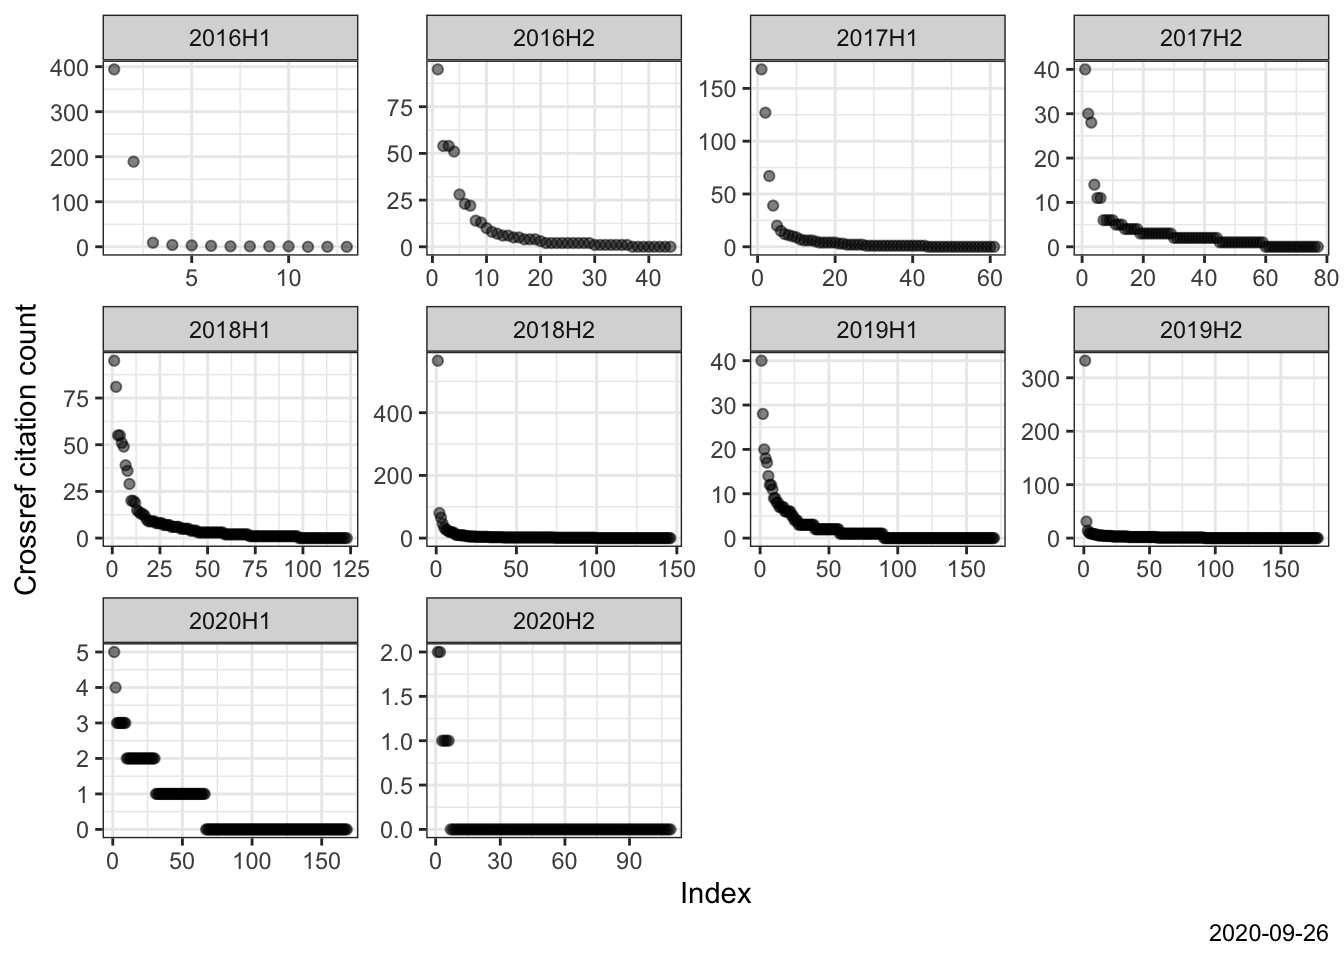 2016H1 2016H2 2017H1 2017H2
400 300 200 100 0
75 50 25 0
150 100 50 0
40 30 20 10 0
5 10
0 10 20 30 40
0 20 40 60
0 20 40 60 80
Crossref citation count
2018H1 2018H2 2019H1 2019H2
75 50 25 0
400 200 0
40 30 20 10 0
300 200 100 0
0 25 50 75 100 125
0 50 100 150
0 50 100 150
0 50 100 150
2020H1 2020H2
5 4 3 2 1 0
2.0 1.5 1.0 0.5 0.0
0 50 100 150
0 30 60 90
Index
2020-09-26